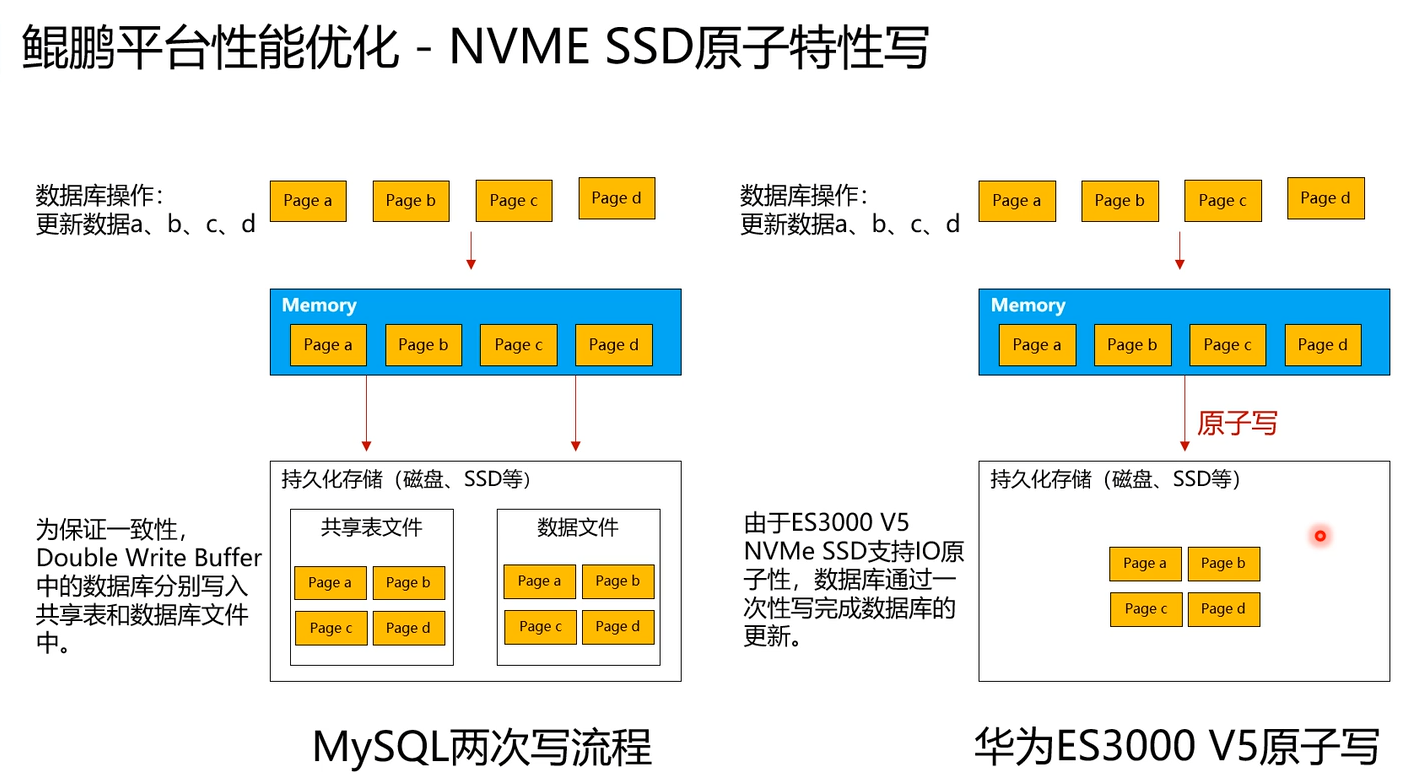 鲲鹏平台性能优化 - NVME SSD原子特性写
数据库操作：
更新数据a、b、c、d
Page a
Page b
Page c
Page d
Memory
Page a
Page b
Page c
Page d
持久化存储（磁盘、SSD等）
为保证一致性，
Double Write Buffer
中的数据库分别写入
共享表和数据库文件
中。
共享表文件
Page a
Page b
Page c
Page d
数据文件
Page a
Page b
Page c
Page d
MySQL两次写流程
数据库操作：
更新数据a、b、c、d
Page a
Page b
Page c
Page d
Memory
Page a
Page b
Page c
Page d
原子写
持久化存储（磁盘、SSD等）
由于ES3000 V5
NVMe SSD支持IO原
子性，数据库通过一
次性写完成数据库的
更新。
Page a
Page b
Page c
Page d
华为ES3000 V5原子写